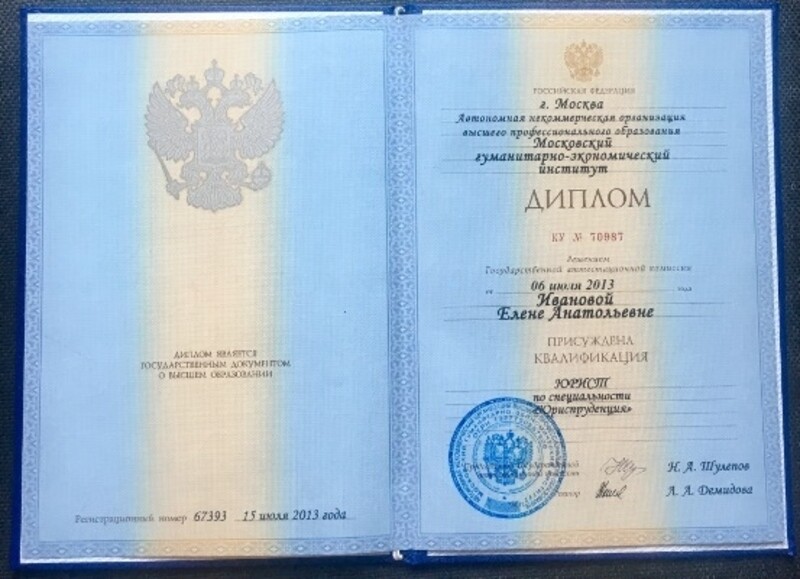 ДИПЛОМ ЯВЛЯЕТСЯ
ГОСУДАРСТВЕННЫМ ДОКУМЕНТОМ
О ВЫСШЕМ ОБРАЗОВАНИИ
Регистрационный номер 67393 15 июля 2013 года
РОССИЙСКАЯ ФЕДЕРАЦИЯ
г. Москва
Автономная некоммерческая организация
высшего профессионального образования
Московский
гуманитарно-экономический
институт
ДИПЛОМ
КУ № 70987
Решением
Государственной аттестационной комиссии
от 06 июля 2013 года
Ивановой
Елене Анатольевне
ПРИСУЖДЕНА
КВАЛИФИКАЦИЯ
ЮРИСТ
по специальности
«Юриспруденция»
Н. А. Шулепов
А. А. Демидова